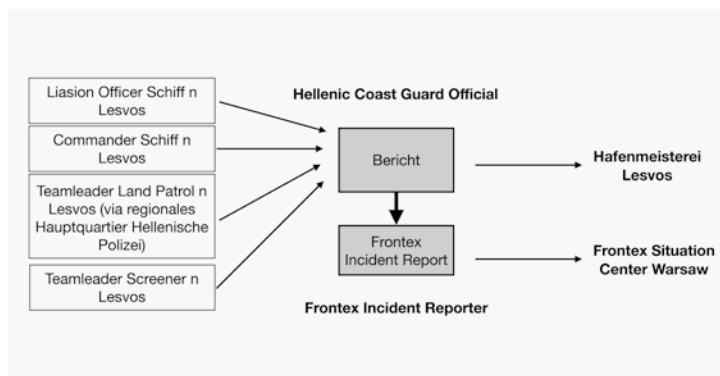 Liasion Officer Schiff n
Lesvos
Commander Schiff n
Lesvos
Teamleader Land Patrol n
Lesvos (via regionales
Hauptquartier Hellenische
Polizei)
Teamleader Screener n
Lesvos
Hellenic Coast Guard Official
Bericht
Frontex
Incident Report
Frontex Incident Reporter
Hafenmeisterei
Lesvos
Frontex Situation
Center Warsaw